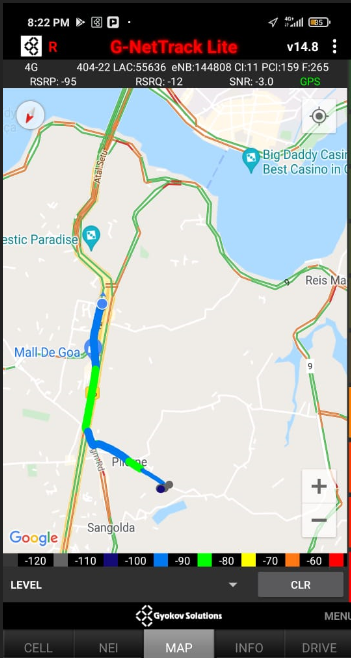 8:22 PM
4G+
85
R G-NetTrack Lite v14.8
4G 404-22 LAC:55636 eNB:144808 CI:11 PCI:159 F:265
RSRP: -95 RSRQ: -12 SNR: -3.0 GPS
Atal Setu
Big Daddy Casin
Best Casino in G
estic Paradise
Reis Ma
Mall De Goa
9
Sangolda
Google
+
−
-120 -110 -100 -90 -80 -70 -60
LEVEL CLR
Gyokov Solutions MENU
CELL NEI MAP INFO DRIVE